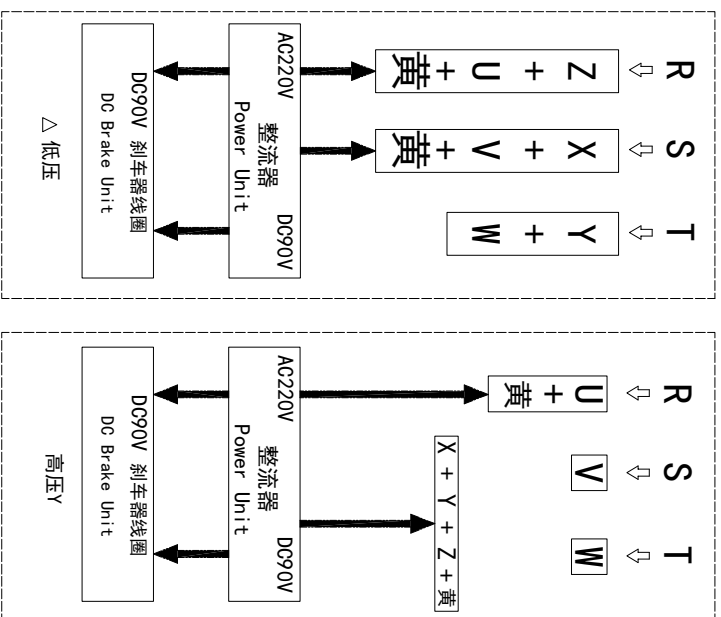 R S T
Z+U+黄
X+V+黄
Y+W
AC220V DC90V
整流器
Power Unit
DC90V 刹车器线圈
DC Brake Unit
△ 低压
R S T
U+黄
V
W
X + Y + Z + 黄
AC220V DC90V
整流器
Power Unit
DC90V 刹车器线圈
DC Brake Unit
高压Y